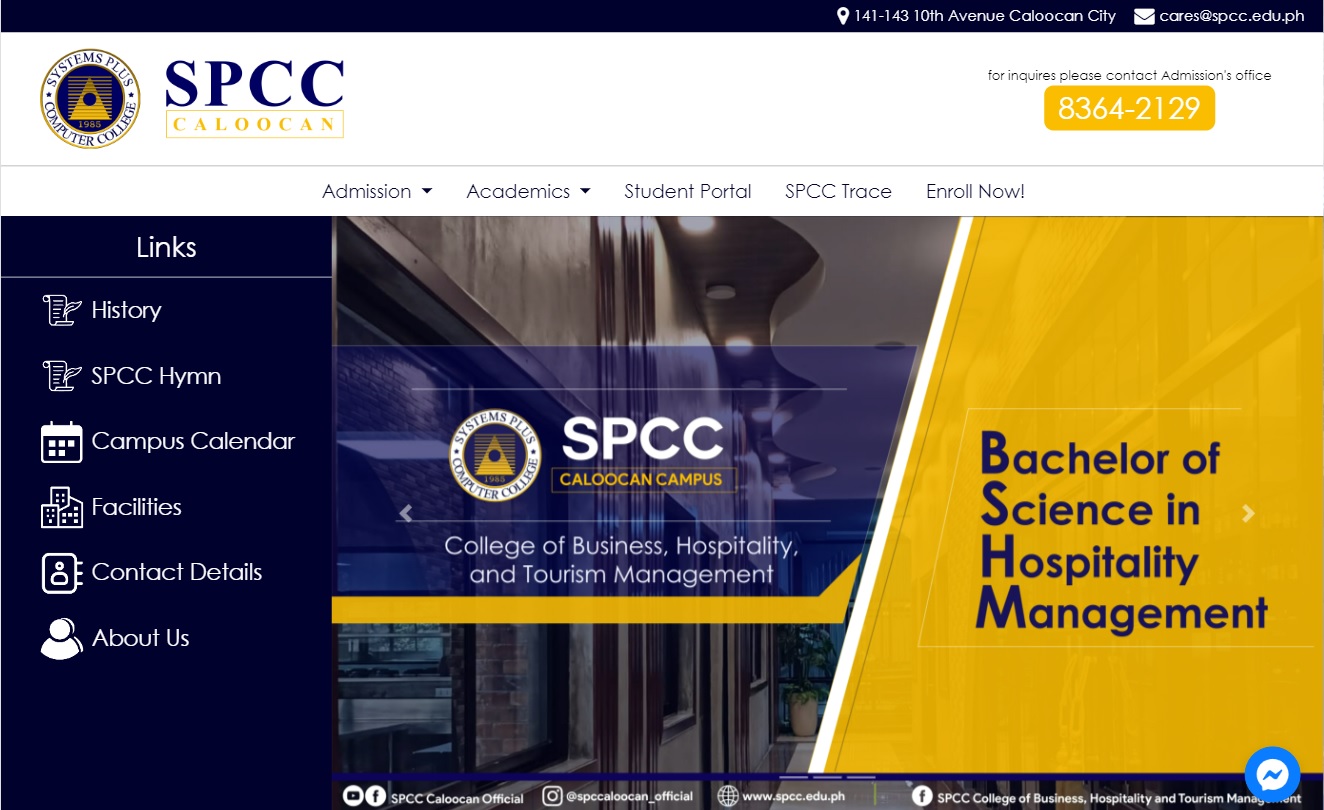 141-143 10th Avenue Caloocan City cares@spcc.edu.ph
SYSTEMS PLUS COMPUTER COLLEGE
1985
SPCC
CALOOCAN
for inquires please contact Admission's office
8364-2129
Admission Academics Student Portal SPCC Trace Enroll Now!
Links
History
SPCC Hymn
Campus Calendar
Facilities
Contact Details
About Us
SYSTEMS PLUS COMPUTER COLLEGE
1985
SPCC
CALOOCAN CAMPUS
College of Business, Hospitality,
and Tourism Management
Bachelor of
Science in
Hospitality
Management
SPCC Caloocan Official @spccaloocan_official www.spcc.edu.ph SPCC College of Business, Hospitality and Tourism Management